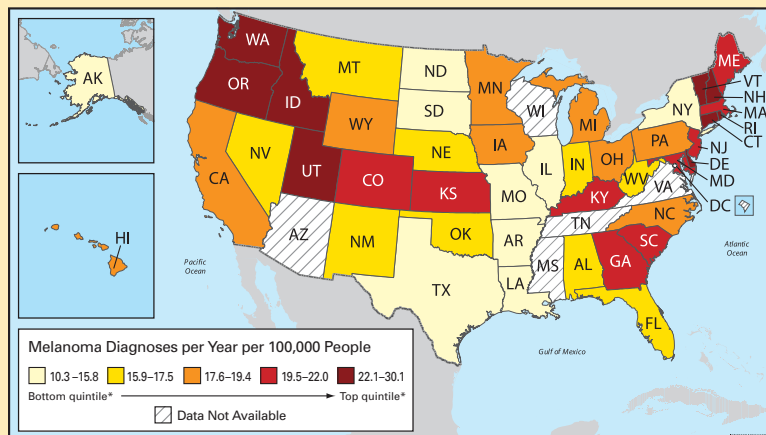 WA
OR
ID
MT
ND
MN
SD
WY
WI
MI
ME
VT
NH
MA
RI
CT
NY
NJ
DE
MD
DC
PA
AK
CA
NV
UT
CO
NE
IA
KS
MO
IL
IN
OH
WV
VA
KY
NC
TN
SC
GA
AL
MS
AR
LA
OK
TX
NM
AZ
FL
HI
Pacific
Ocean
Atlantic
Ocean
Gulf of Mexico
Melanoma Diagnoses per Year per 100,000 People
10.3–15.8 15.9–17.5 17.6–19.4 19.5–22.0 22.1–30.1
Bottom quintile* Top quintile*
Data Not Available